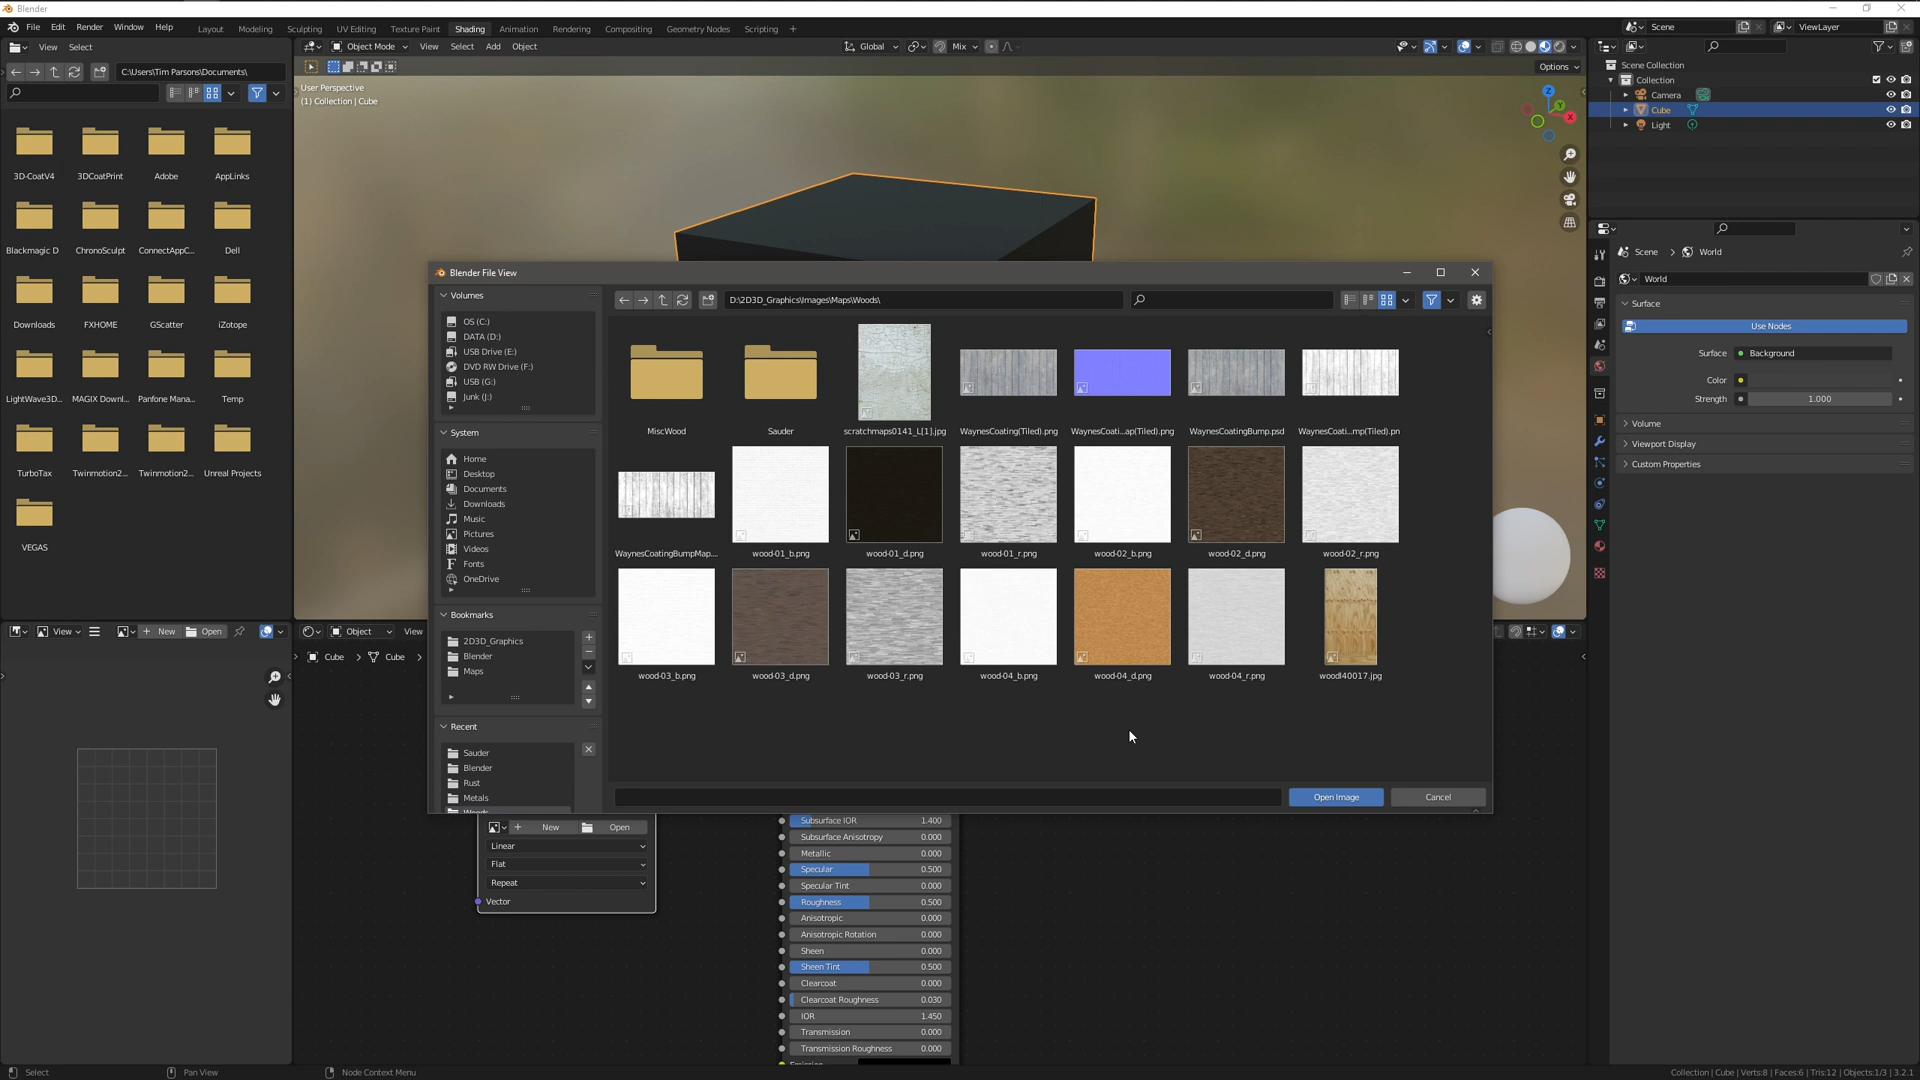 Blender
File Edit Render Window Help Layout Modeling Sculpting UV Editing Texture Paint Shading Animation Rendering Compositing Geometry Nodes Scripting + Scene ViewLayer
View Select Object Mode View Select Add Object Global Mix
C:\Users\Tim Parsons\Documents\ Options
User Perspective
(1) Collection | Cube
Z
Y
X
Scene Collection
Collection
Camera
Cube
Light
3D-CoatV4 3DCoatPrint Adobe AppLinks
Blackmagic D ChronoSculpt ConnectAppC... Dell
Downloads FXHOME GScatter iZotope
LightWave3D... MAGIX Downl... Panfone Mana... Temp
TurboTax Twinmotion2... Twinmotion2... Unreal Projects
VEGAS
Scene > World
World
Surface
Use Nodes
Surface Background
Color
Strength 1.000
Volume
Viewport Display
Custom Properties
Blender File View
Volumes D:\2D3D_Graphics\Images\Maps\Woods\
OS (C:)
DATA (D:)
USB Drive (E:)
DVD RW Drive (F:)
USB (G:)
Junk (J:)
System
Home
Desktop
Documents
Downloads
Music
Pictures
Videos
Fonts
OneDrive
Bookmarks
2D3D_Graphics
Blender
Maps
Recent
Sauder
Blender
Rust
Metals
Woods
MiscWood Sauder scratchmaps0141_L[1].jpg WaynesCoating(Tiled).png WaynesCoati...ap(Tiled).png WaynesCoatingBump.psd WaynesCoati...mp(Tiled).pn
WaynesCoatingBumpMap... wood-01_b.png wood-01_d.png wood-01_r.png wood-02_b.png wood-02_d.png wood-02_r.png
wood-03_b.png wood-03_d.png wood-03_r.png wood-04_b.png wood-04_d.png wood-04_r.png woodl40017.jpg
Open Image Cancel
View + New Open Object View
Cube > Cube >
+ New Open
Linear
Flat
Repeat
Vector
Subsurface IOR 1.400
Subsurface Anisotropy 0.000
Metallic 0.000
Specular 0.500
Specular Tint 0.000
Roughness 0.500
Anisotropic 0.000
Anisotropic Rotation 0.000
Sheen 0.000
Sheen Tint 0.500
Clearcoat 0.000
Clearcoat Roughness 0.030
IOR 1.450
Transmission 0.000
Transmission Roughness 0.000
Emission
Select Pan View Node Context Menu Collection | Cube | Verts:8 | Faces:6 | Tris:12 | Objects:1/3 | 3.2.1